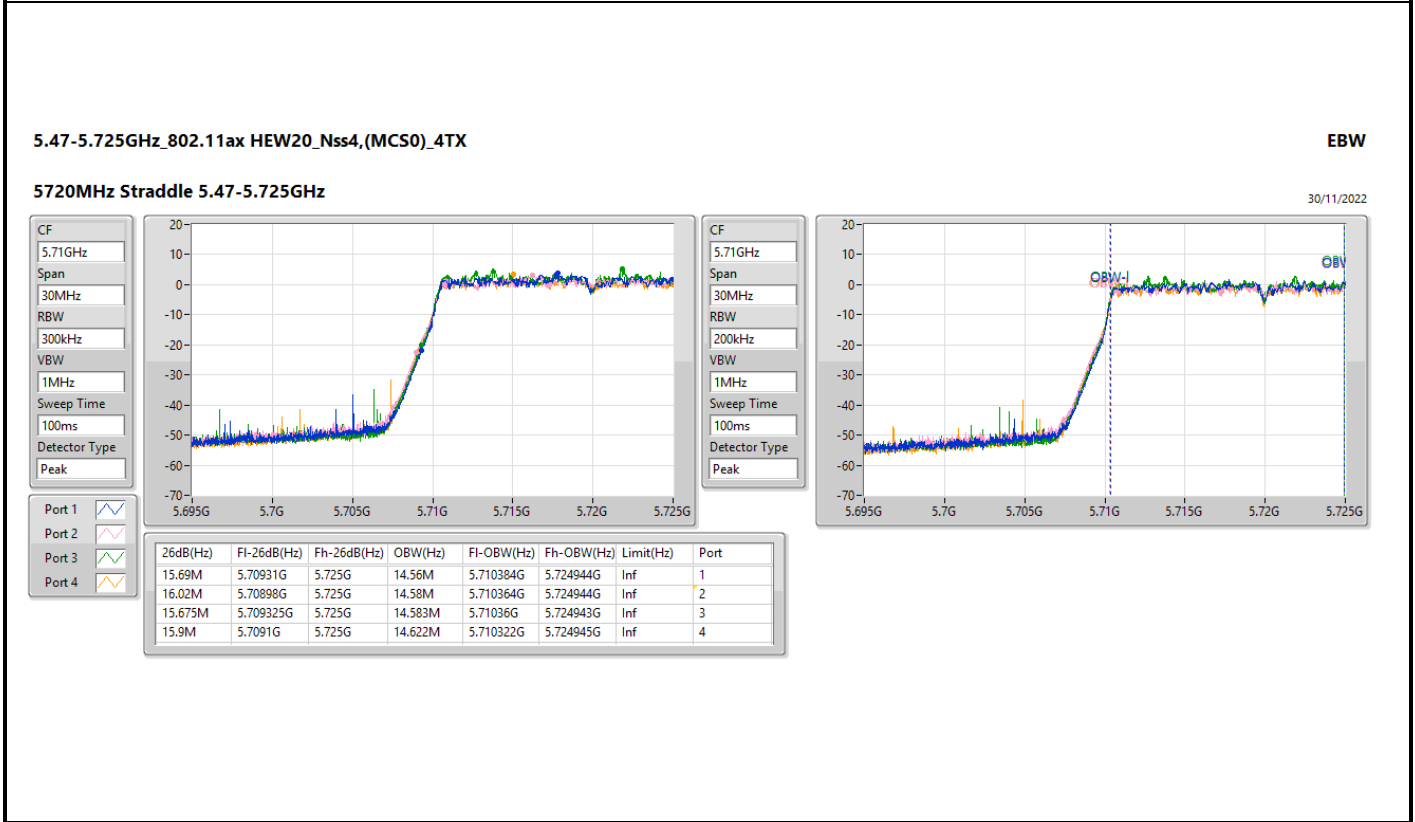 5.47-5.725GHz_802.11ax HEW20_Nss4,(MCS0)_4TX
EBW
5720MHz Straddle 5.47-5.725GHz
30/11/2022
CF
5.71GHz
Span
30MHz
RBW
300kHz
VBW
1MHz
Sweep Time
100ms
Detector Type
Peak
20
10
0
-10
-20
-30
-40
-50
-60
-70
5.695G 5.7G 5.705G 5.71G 5.715G 5.72G 5.725G
CF
5.71GHz
Span
30MHz
RBW
200kHz
VBW
1MHz
Sweep Time
100ms
Detector Type
Peak
20
10
0
-10
-20
-30
-40
-50
-60
-70
OBW-l
OBW
5.695G 5.7G 5.705G 5.71G 5.715G 5.72G 5.725G
Port 1
Port 2
Port 3
Port 4
26dB(Hz) Fl-26dB(Hz) Fh-26dB(Hz) OBW(Hz) Fl-OBW(Hz) Fh-OBW(Hz) Limit(Hz) Port
15.69M 5.70931G 5.725G 14.56M 5.710384G 5.724944G Inf 1
16.02M 5.70898G 5.725G 14.58M 5.710364G 5.724944G Inf 2
15.675M 5.709325G 5.725G 14.583M 5.71036G 5.724943G Inf 3
15.9M 5.7091G 5.725G 14.622M 5.710322G 5.724945G Inf 4